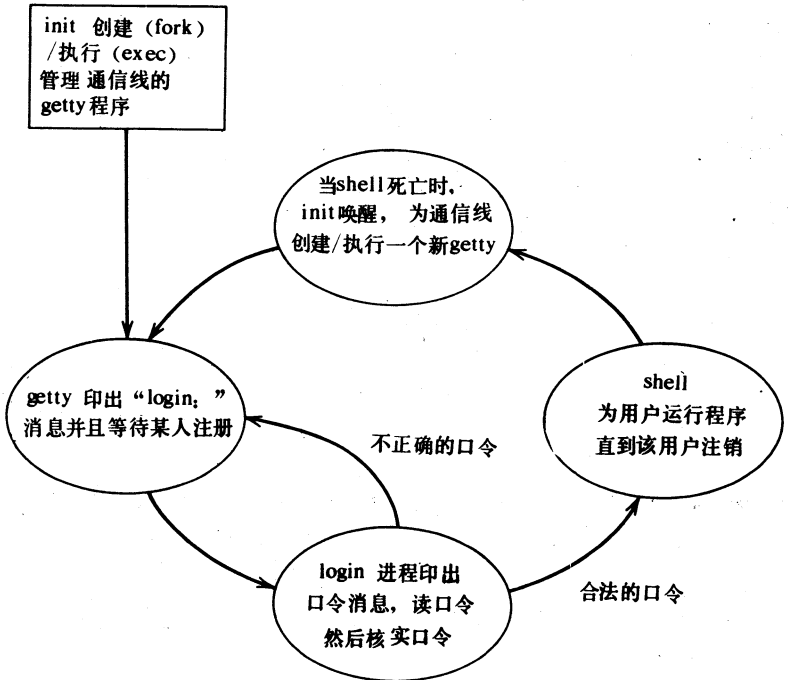 init 创建 (fork)
/执行 (exec)
管理 通信线的
getty 程序
当shell死亡时,
init唤醒, 为通信线
创建/执行一个新getty
getty 印出“login: ”
消息并且等待某人注册
shell
为用户运行程序
直到该用户注销
不正确的口令
login 进程印出
口令消息, 读口令
然后核实口令
合法的口令